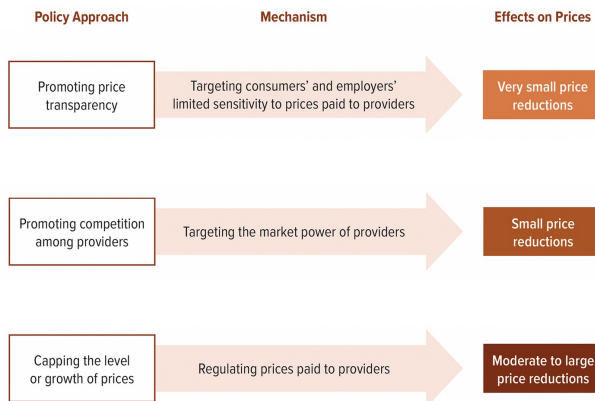 Policy Approach
Mechanism
Effects on Prices
Promoting price
transparency
Targeting consumers’ and employers’
limited sensitivity to prices paid to providers
Very small price
reductions
Promoting competition
among providers
Targeting the market power of providers
Small price
reductions
Capping the level
or growth of prices
Regulating prices paid to providers
Moderate to large
price reductions